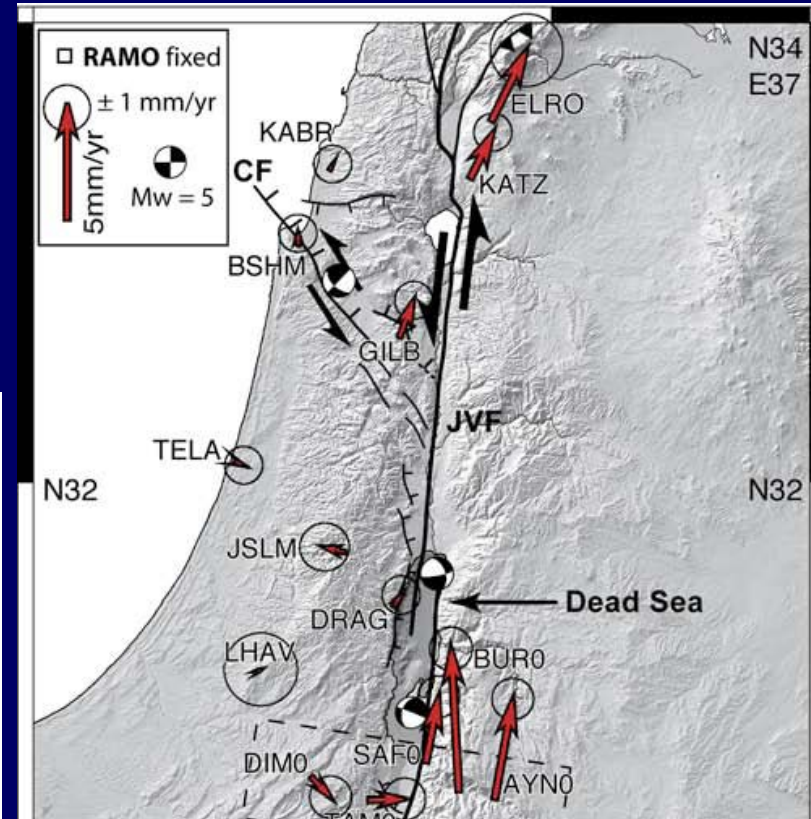 RAMO fixed
± 1 mm/yr
5mm/yr
Mw = 5
N34
E37
ELRO
KABR
KATZ
CF
BSHM
GILB
JVF
TELA
N32
N32
JSLM
Dead Sea
DRAG
LHAV
BUR0
SAF0
DIM0
AYN0
TAM0